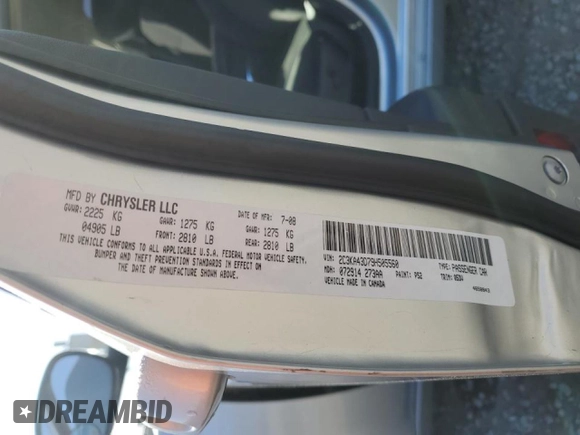 MFD BY CHRYSLER LLC
DATE OF MFR: 7-08
GVWR: 2225 KG
04905 LB
GAWR: 1275 KG
FRONT: 2810 LB
GAWR: 1275 KG
REAR: 2810 LB
THIS VEHICLE CONFORMS TO ALL APPLICABLE U.S.A. FEDERAL MOTOR VEHICLE SAFETY,
BUMPER AND THEFT PREVENTION STANDARDS IN EFFECT ON
THE DATE OF MANUFACTURE SHOWN ABOVE.
VIN: 2C3KA43D79H505560
TYPE: PASSENGER CAR
MDH: 072914 273AA
PAINT: PS2
TRIM:
VEHICLE MADE IN CANADA
DREAMBID